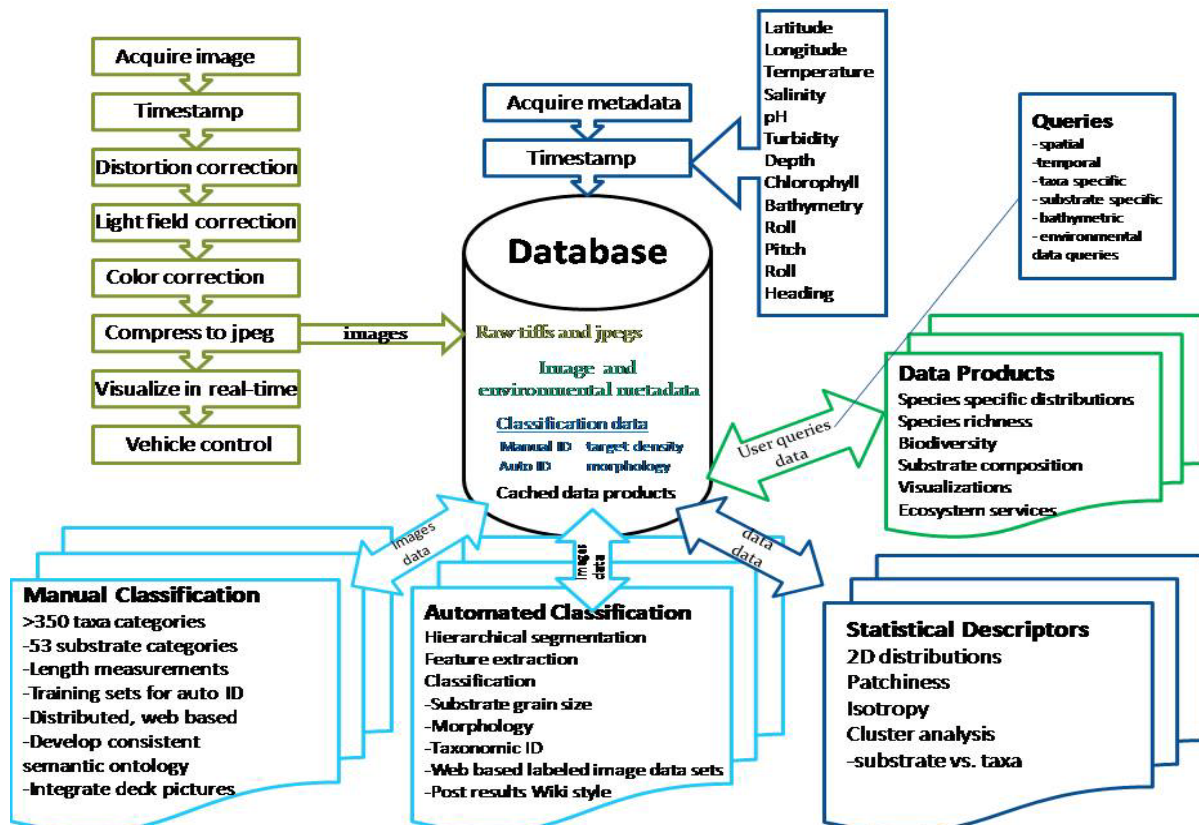 Acquire image
Timestamp
Distortion correction
Light field correction
Color correction
Compress to jpeg
Visualize in real-time
Vehicle control
images
Acquire metadata
Timestamp
Latitude
Longitude
Temperature
Salinity
pH
Turbidity
Depth
Chlorophyll
Bathymetry
Roll
Pitch
Roll
Heading
Queries
-spatial
-temporal
-taxa specific
-substrate specific
-bathymetric
-environmental
data queries
Database
Raw tiffs and jpegs
Image and
environmental metadata
Classification data
Manual ID target density
Auto ID morphology
Cached data products
User queries
data
Data Products
Species specific distributions
Species richness
Biodiversity
Substrate composition
Visualizations
Ecosystem services
Images
data
Images
data
data
data
Manual Classification
>350 taxa categories
-53 substrate categories
-Length measurements
-Training sets for auto ID
-Distributed, web based
-Develop consistent
semantic ontology
-Integrate deck pictures
Automated Classification
Hierarchical segmentation
Feature extraction
Classification
-Substrate grain size
-Morphology
-Taxonomic ID
-Web based labeled image data sets
-Post results Wiki style
Statistical Descriptors
2D distributions
Patchiness
Isotropy
Cluster analysis
-substrate vs. taxa